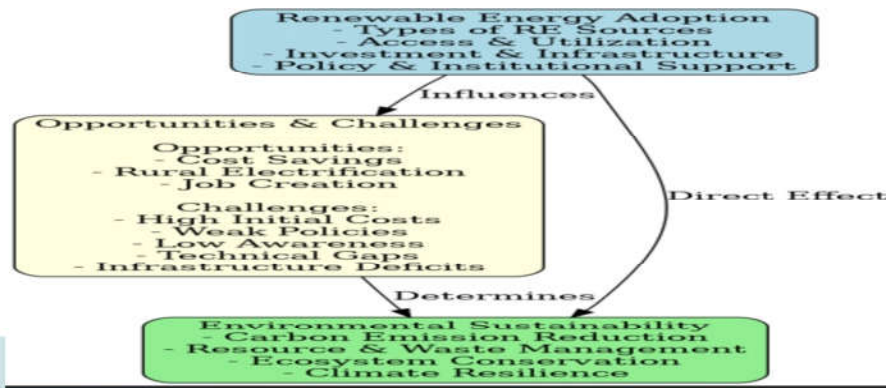 Renewable Energy Adoption
- Types of RE Sources
- Access & Utilization
- Investment & Infrastructure
- Policy & Institutional Support
Influences
Opportunities & Challenges
Opportunities:
- Cost Savings
- Rural Electrification
- Job Creation
Challenges:
- High Initial Costs
- Weak Policies
- Low Awareness
- Technical Gaps
- Infrastructure Deficits
Direct Effect
Determines
Environmental Sustainability
- Carbon Emission Reduction
- Resource & Waste Management
- Ecosystem Conservation
- Climate Resilience